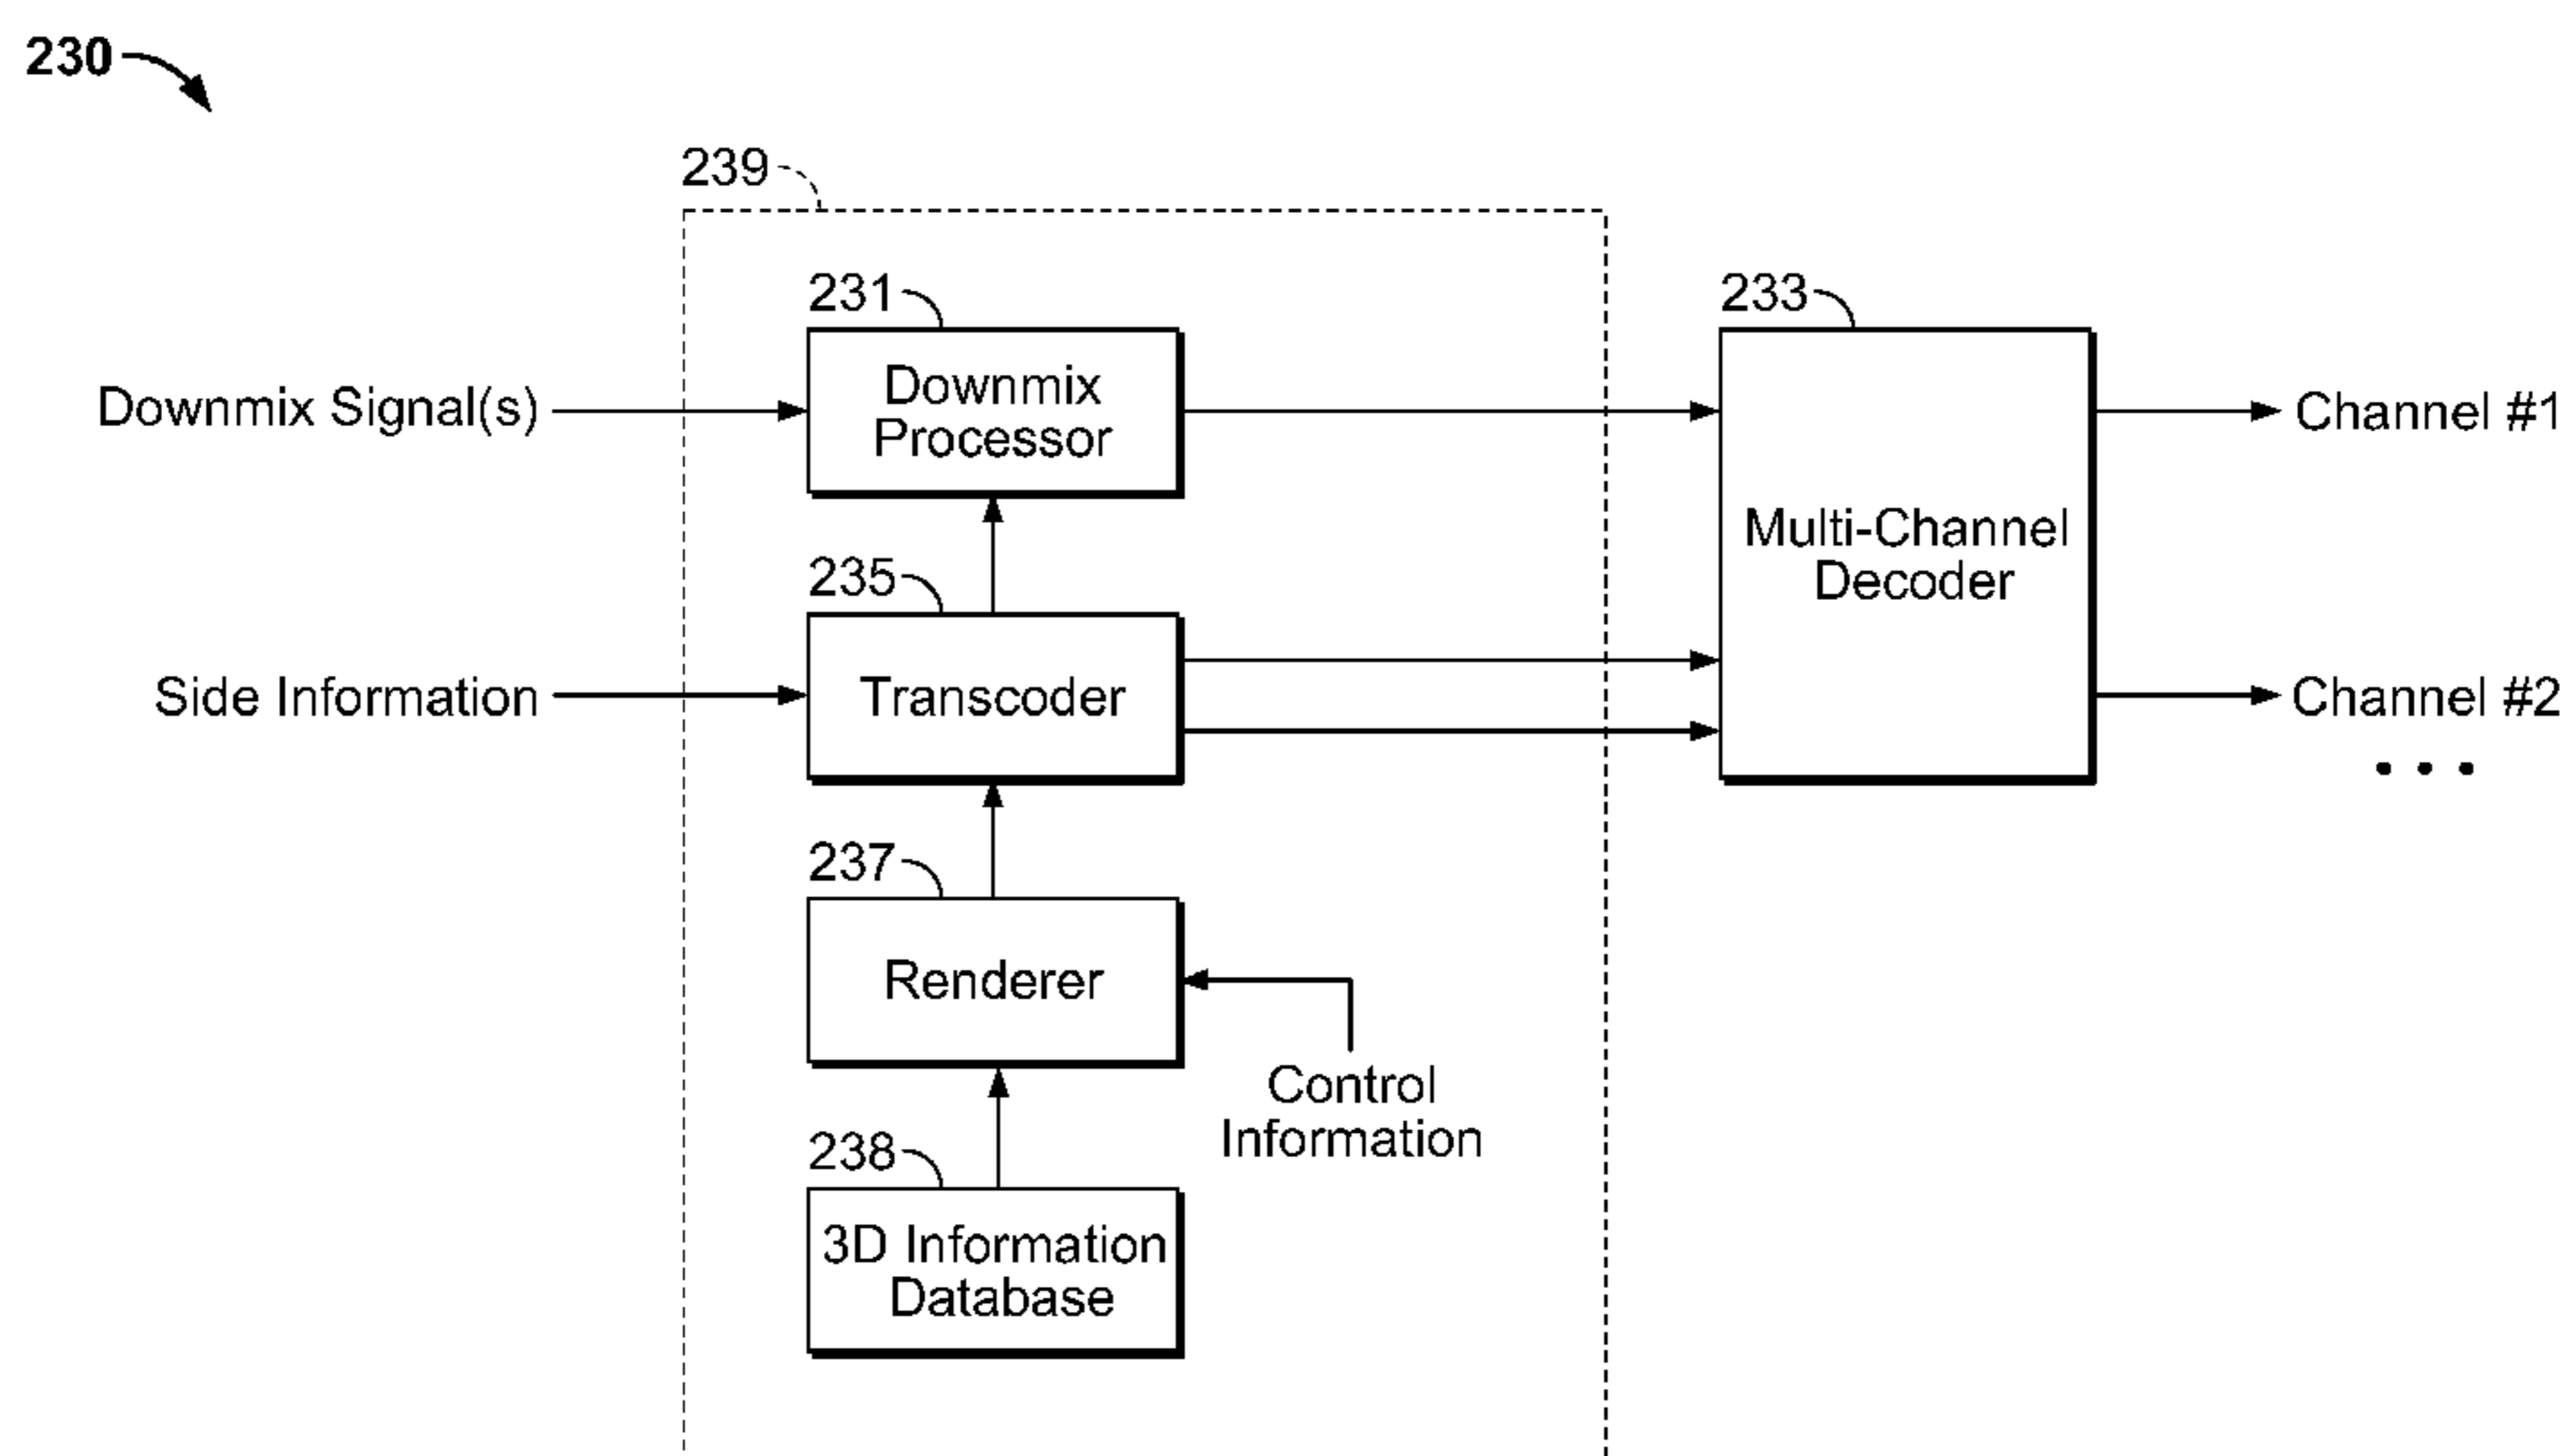 230
239
231
233
Downmix
Processor
Downmix Signal(s)
Channel #1
Multi-Channel
Decoder
235
Transcoder
Side Information
Channel #2
• • •
237
Renderer
Control
Information
238
3D Information
Database